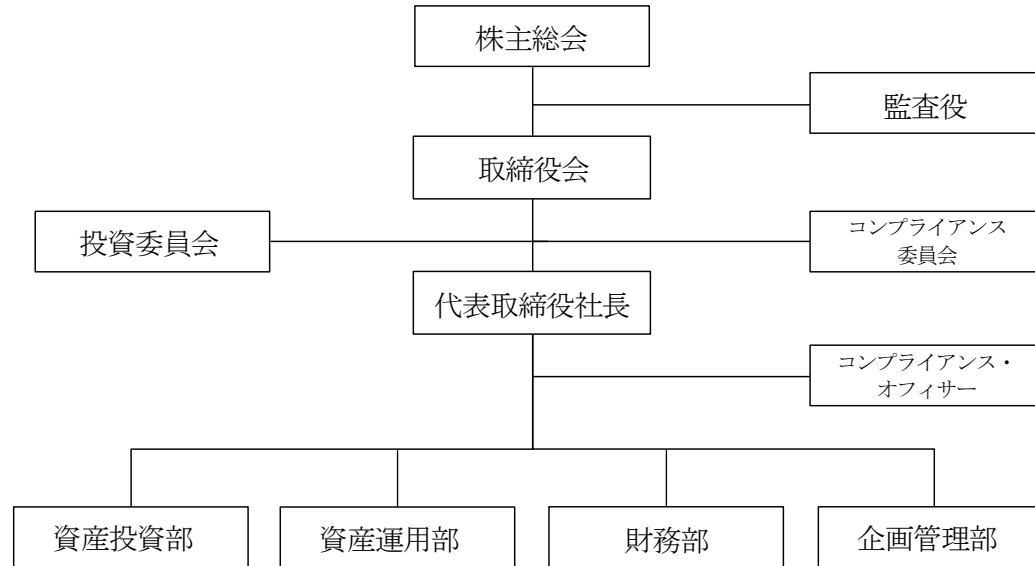 株主総会
監査役
取締役会
投資委員会
コンプライアンス
委員会
代表取締役社長
コンプライアンス・
オフィサー
資産投資部
資産運用部
財務部
企画管理部